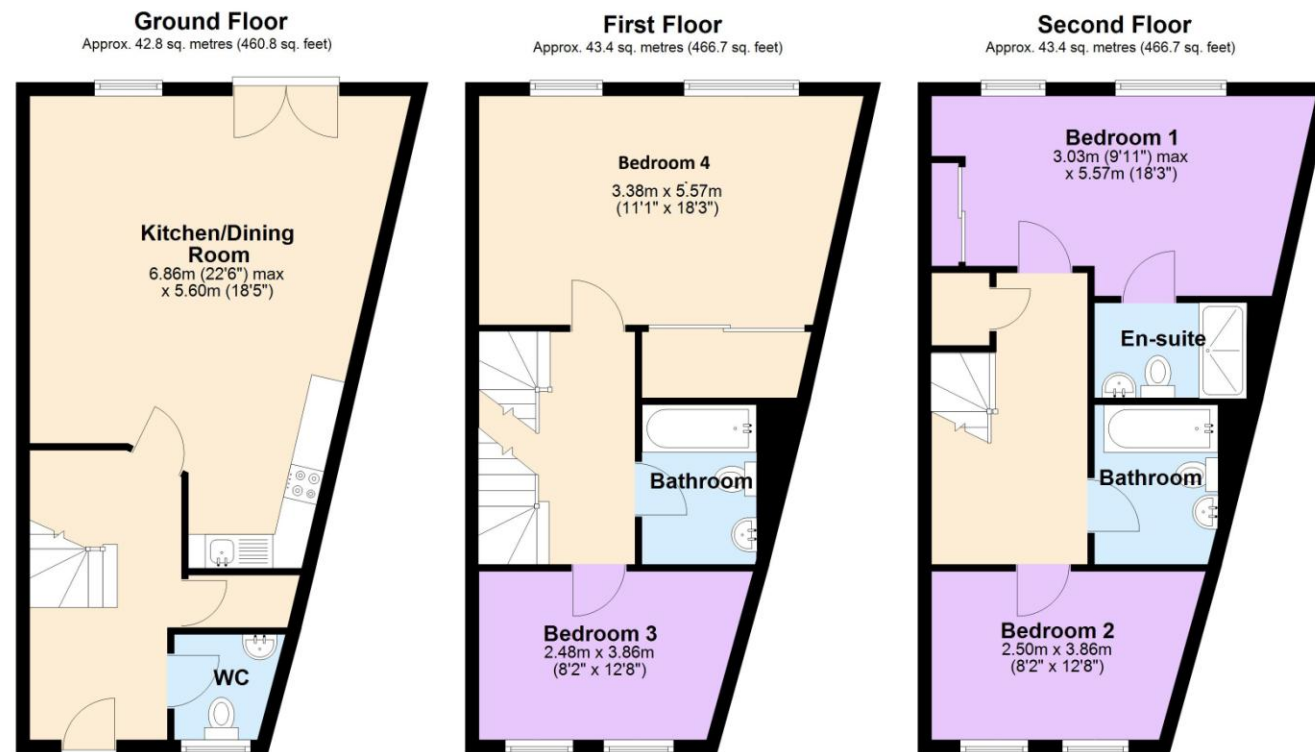 Ground Floor
Approx. 42.8 sq. metres (460.8 sq. feet)
Kitchen/Dining
Room
6.86m (22'6") max
x 5.60m (18'5")
WC
First Floor
Approx. 43.4 sq. metres (466.7 sq. feet)
Bedroom 4
3.38m x 5.57m
(11'1" x 18'3")
Bathroom
Bedroom 3
2.48m x 3.86m
(8'2" x 12'8")
Second Floor
Approx. 43.4 sq. metres (466.7 sq. feet)
Bedroom 1
3.03m (9'11") max
x 5.57m (18'3")
En-suite
Bathroom
Bedroom 2
2.50m x 3.86m
(8'2" x 12'8")